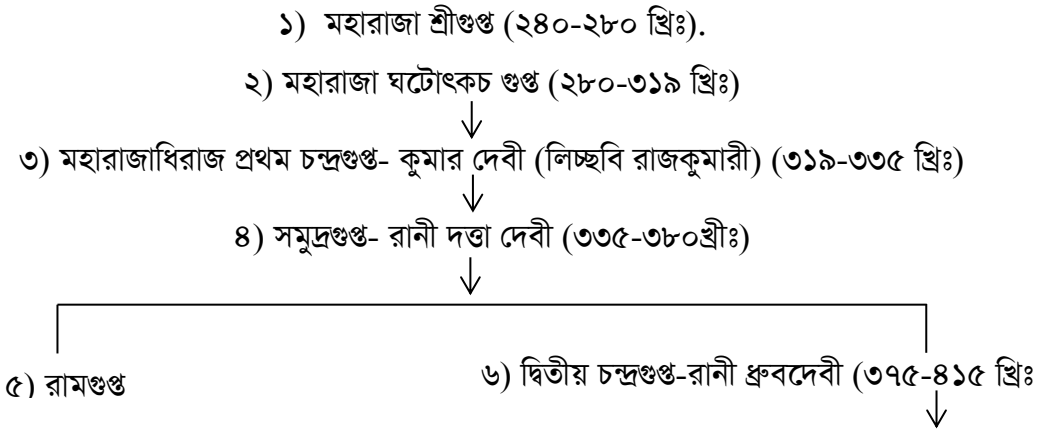 ১) মহারাজা শ্রীগুপ্ত (২৪০-২৮০ খ্রিঃ).
২) মহারাজা ঘটোৎকচ গুপ্ত (২৮০-৩১৯ খ্রিঃ)
৩) মহারাজাধিরাজ প্রথম চন্দ্রগুপ্ত- কুমার দেবী (লিচ্ছবি রাজকুমারী) (৩১৯-৩৩৫ খ্রিঃ)
৪) সমুদ্রগুপ্ত- রানী দত্তা দেবী (৩৩৫-৩৮০খ্রীঃ)
৫) রামগুপ্ত
৬) দ্বিতীয় চন্দ্রগুপ্ত-রানী ধ্রুবদেবী (৩৭৫-৪১৫ খ্রিঃ